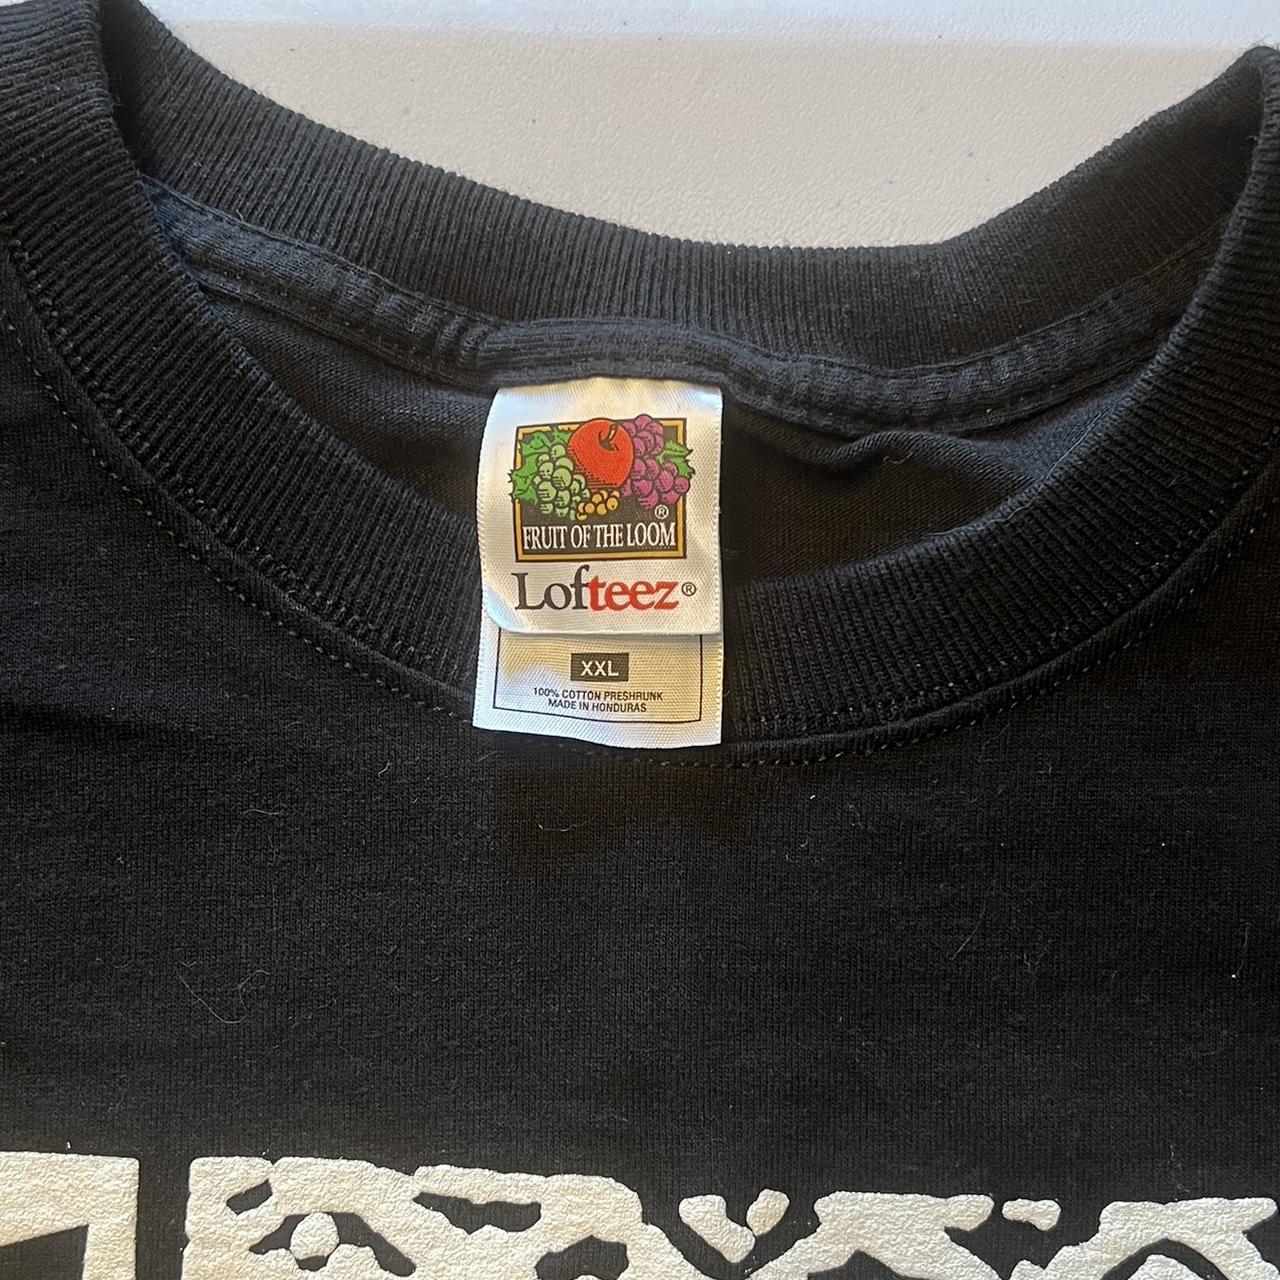 ®
FRUIT OF THE LOOM
Lofteez®
XXL
100% COTTON PRESHRUNK
MADE IN HONDURAS